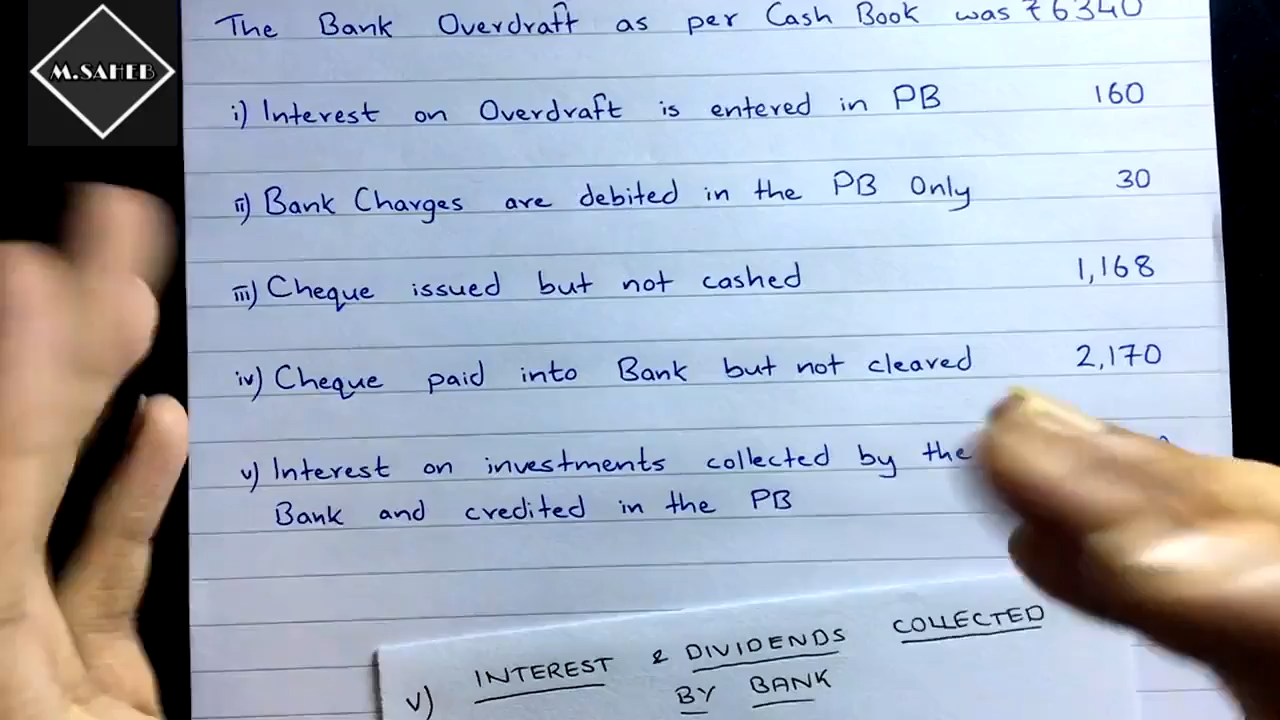 M.SAHEB
The Bank Overdraft as per Cash Book was ₹6340
i) Interest on Overdraft is entered in PB 160
ii) Bank Charges are debited in the PB Only 30
iii) Cheque issued but not cashed 1,168
iv) Cheque paid into Bank but not cleared 2,170
v) Interest on investments collected by the
Bank and credited in the PB
v) INTEREST & DIVIDENDS COLLECTED
BY BANK